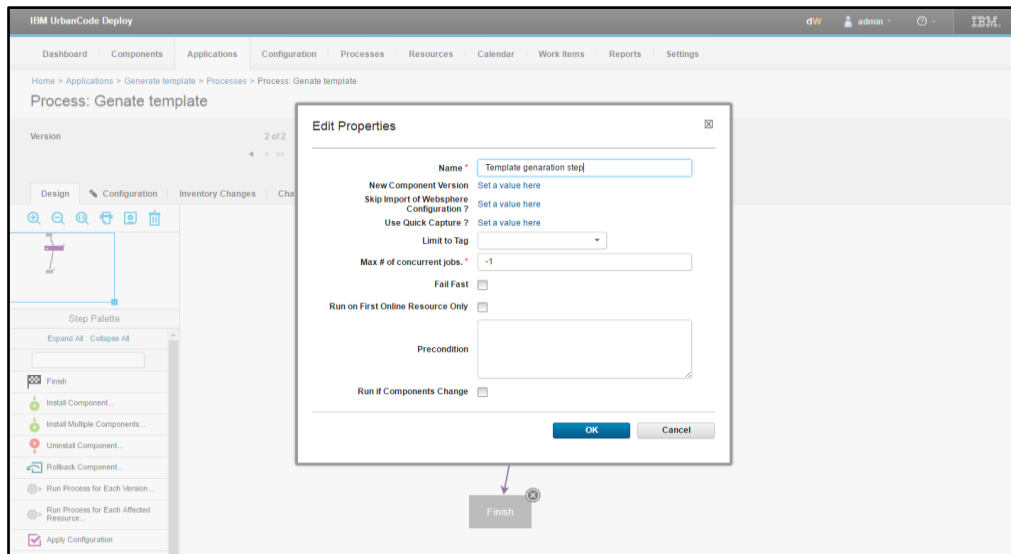 IBM UrbanCode Deploy
dW admin IBM.
Dashboard Components Applications Configuration Processes Resources Calendar Work Items Reports Settings
Home > Applications > Generate template > Processes > Process: Genate template
Process: Genate template
Version 2 of 2
Design Configuration Inventory Changes Cha
Step Palette
Expand All Collapse All
Finish
Install Component...
Install Multiple Components...
Uninstall Component...
Rollback Component...
Run Process for Each Version...
Run Process for Each Affected
Resource...
Apply Configuration
Edit Properties
Name * Template genaration step
New Component Version Set a value here
Skip Import of Websphere
Configuration ? Set a value here
Use Quick Capture ? Set a value here
Limit to Tag
Max # of concurrent jobs. * -1
Fail Fast
Run on First Online Resource Only
Precondition
Run if Components Change
OK Cancel
Finish